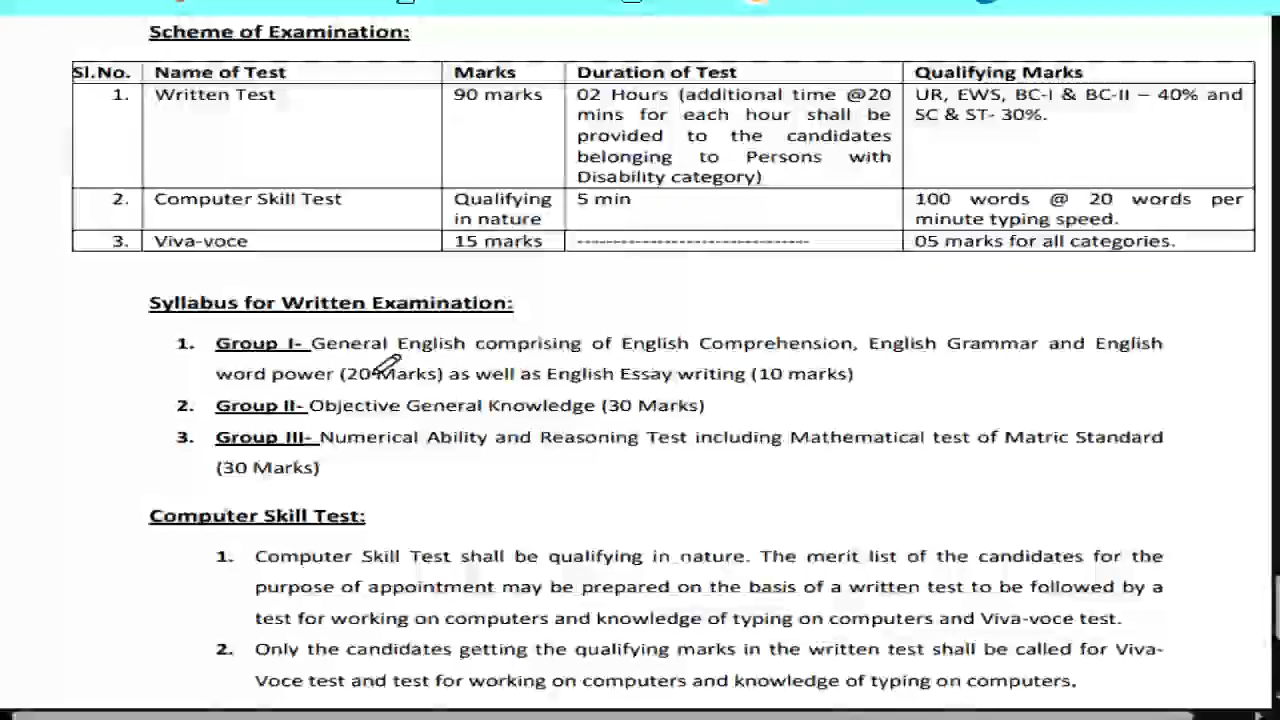 Scheme of Examination:
Sl.No. Name of Test Marks Duration of Test Qualifying Marks
1. Written Test 90 marks 02 Hours (additional time @20 UR, EWS, BC-I & BC-II – 40% and
mins for each hour shall be SC & ST- 30%.
provided to the candidates
belonging to Persons with
Disability category)
2. Computer Skill Test Qualifying 5 min 100 words @ 20 words per
in nature minute typing speed.
3. Viva-voce 15 marks -------------------------------- 05 marks for all categories.
Syllabus for Written Examination:
1. Group I- General English comprising of English Comprehension, English Grammar and English
word power (20 Marks) as well as English Essay writing (10 marks)
2. Group II- Objective General Knowledge (30 Marks)
3. Group III- Numerical Ability and Reasoning Test including Mathematical test of Matric Standard
(30 Marks)
Computer Skill Test:
1. Computer Skill Test shall be qualifying in nature. The merit list of the candidates for the
purpose of appointment may be prepared on the basis of a written test to be followed by a
test for working on computers and knowledge of typing on computers and Viva-voce test.
2. Only the candidates getting the qualifying marks in the written test shall be called for Viva-
Voce test and test for working on computers and knowledge of typing on computers.